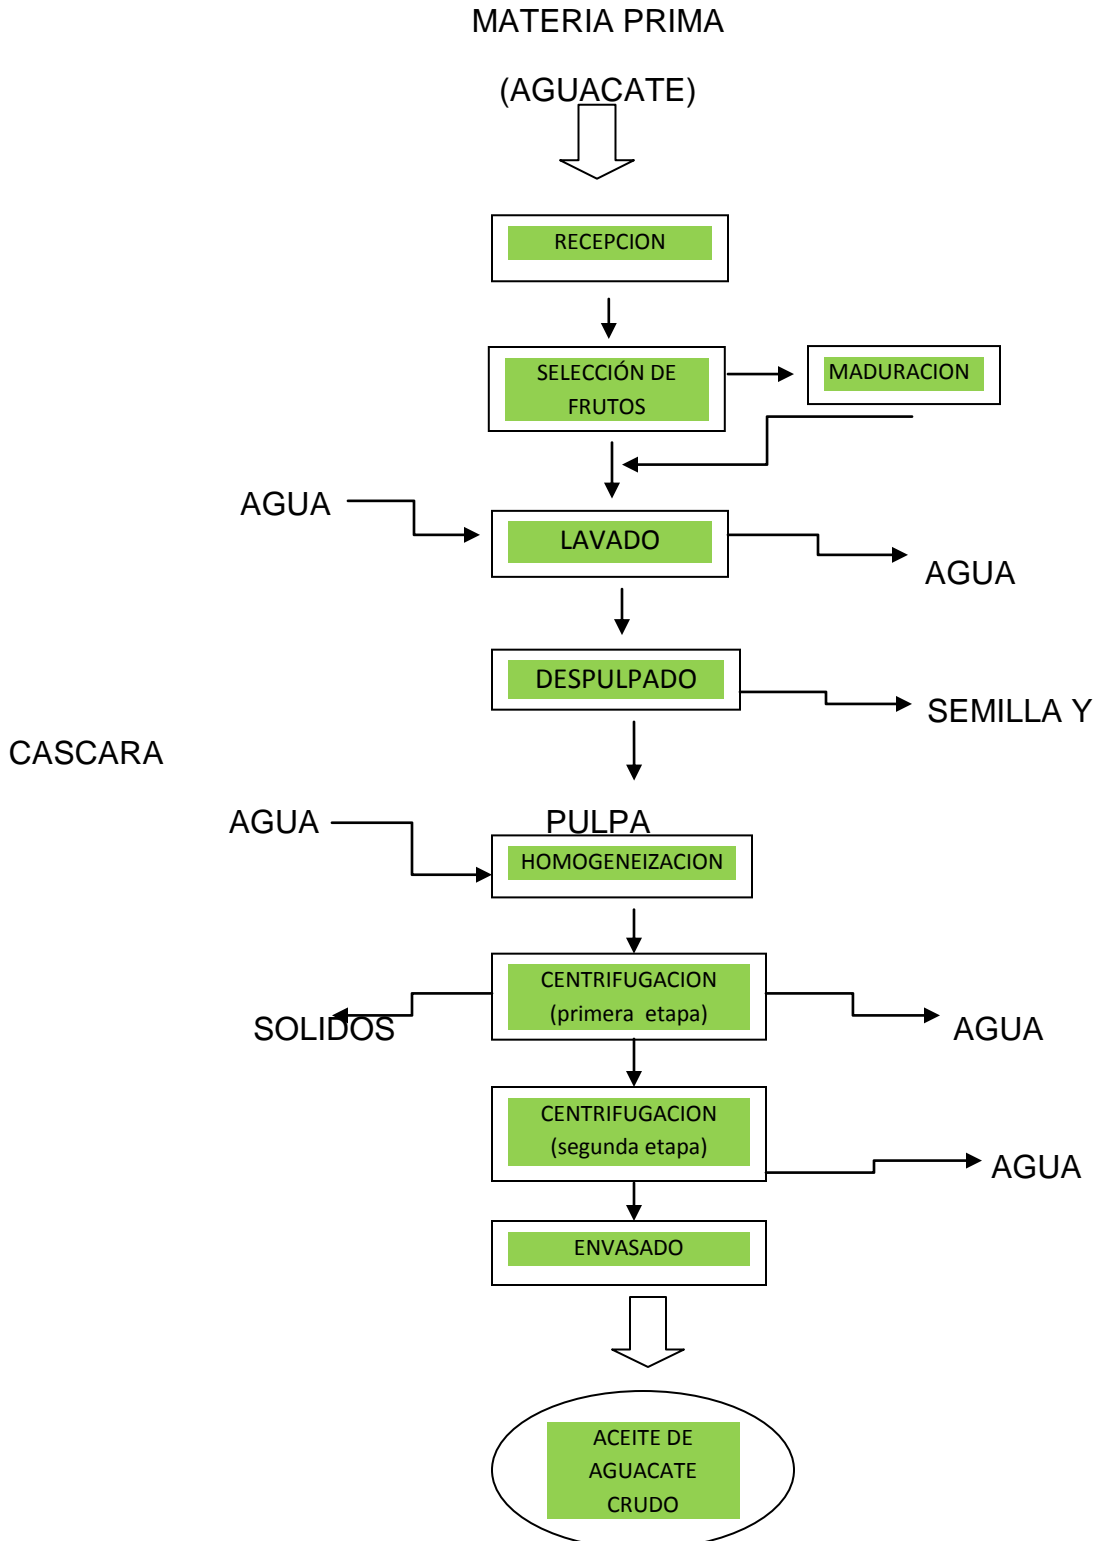 MATERIA PRIMA
(AGUACATE)
RECEPCION
SELECCIÓN DE
FRUTOS
MADURACION
AGUA
LAVADO
AGUA
DESPULPADO
SEMILLA Y
CASCARA
AGUA
PULPA
HOMOGENEIZACION
CENTRIFUGACION
(primera etapa)
SOLIDOS
AGUA
CENTRIFUGACION
(segunda etapa)
AGUA
ENVASADO
ACEITE DE
AGUACATE
CRUDO